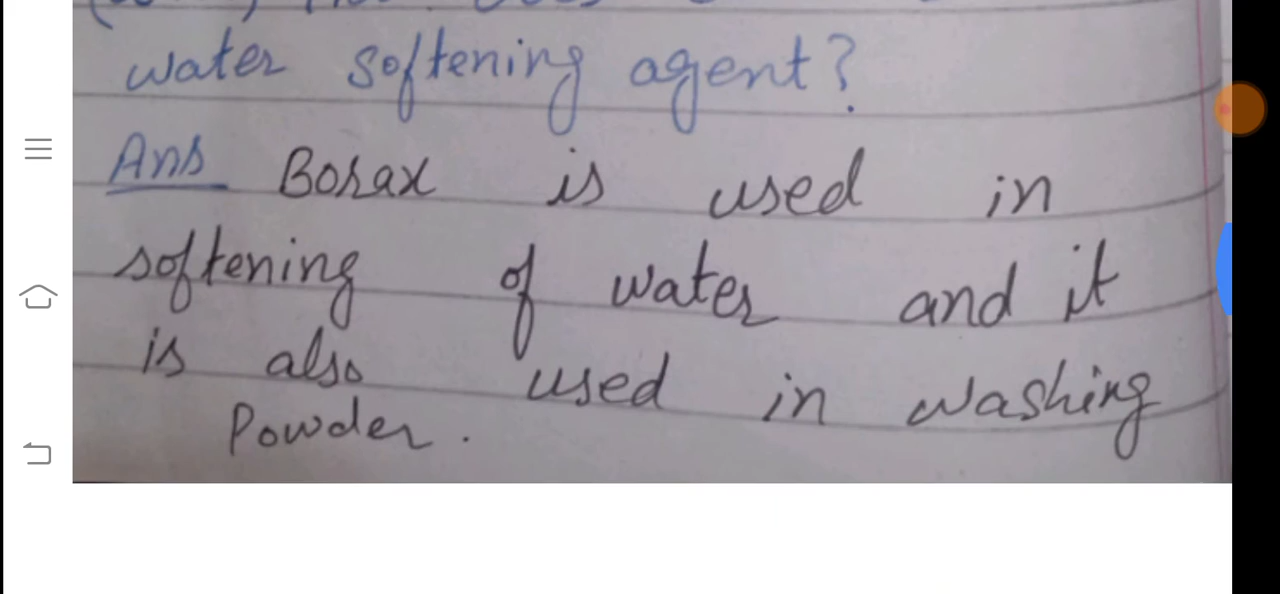 water softening agent?
Ans Borax is used in
softening of water and it
is also used in washing
Powder.